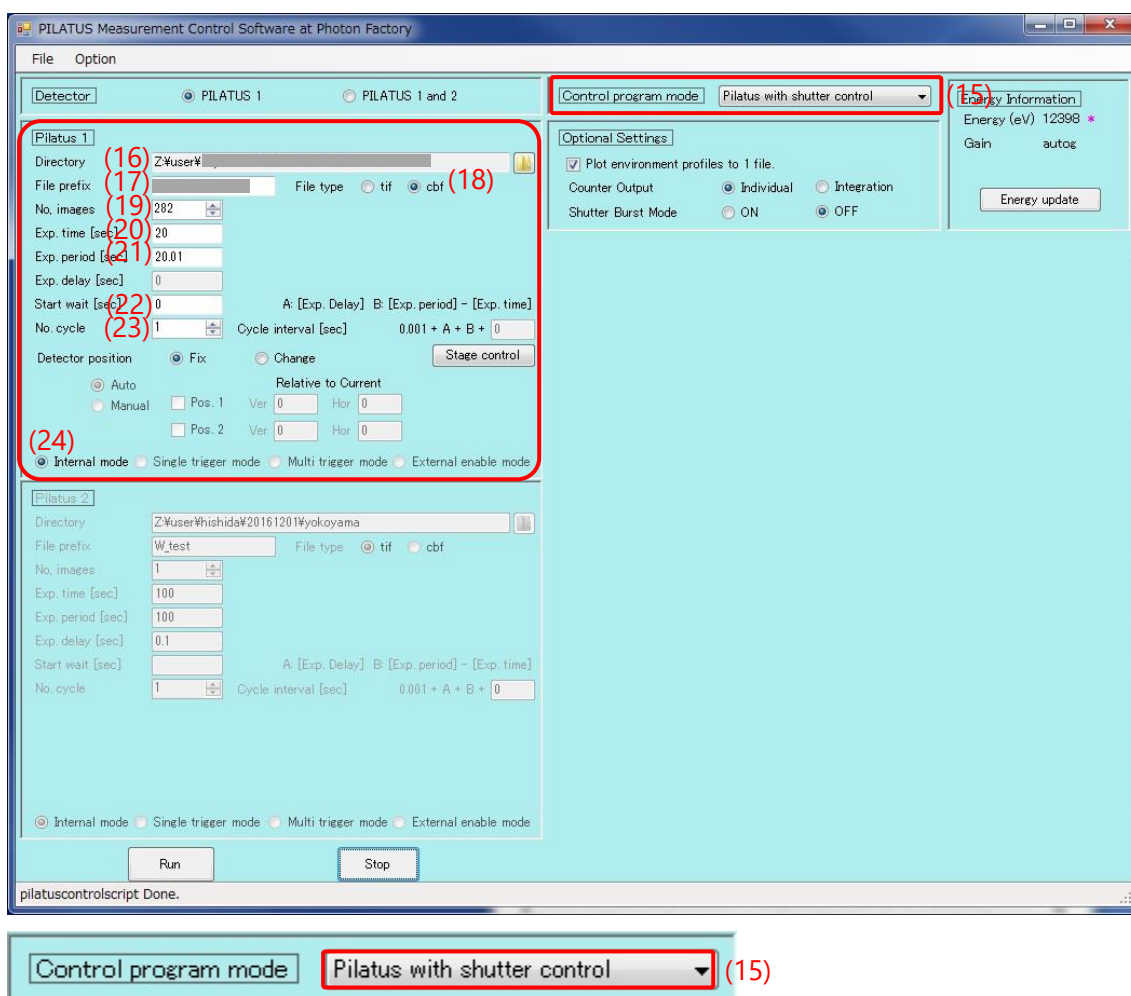 PILATUS Measurement Control Software at Photon Factory
File Option
Detector PILATUS 1 PILATUS 1 and 2
Control program mode Pilatus with shutter control (15)
Energy Information
Energy (eV) 12398 *
Gain autog
Energy update
Optional Settings
Plot environment profiles to 1 file.
Counter Output Individual Integration
Shutter Burst Mode ON OFF
Pilatus 1
Directory (16) Z:¥user¥
File prefix (17) File type tif cbf (18)
No, images (19) 282
Exp. time [sec] (20) 20
Exp. period [sec] (21) 20.01
Exp. delay [sec] 0
Start wait [sec] (22) 0 A: [Exp. Delay] B: [Exp. period] - [Exp. time]
No. cycle (23) 1 Cycle interval [sec] 0.001 + A + B + 0
Detector position Fix Change Stage control
Auto Relative to Current
Manual Pos. 1 Ver 0 Hor 0
Pos. 2 Ver 0 Hor 0
(24)
Internal mode Single trigger mode Multi trigger mode External enable mode
Pilatus 2
Directory Z:¥user¥hishida¥20161201¥yokoyama
File prefix W_test File type tif cbf
No, images 1
Exp. time [sec] 100
Exp. period [sec] 100
Exp. delay [sec] 0.1
Start wait [sec] A: [Exp. Delay] B: [Exp. period] - [Exp. time]
No. cycle 1 Cycle interval [sec] 0.001 + A + B + 0
Internal mode Single trigger mode Multi trigger mode External enable mode
Run Stop
pilatuscontrolscript Done.
Control program mode Pilatus with shutter control (15)